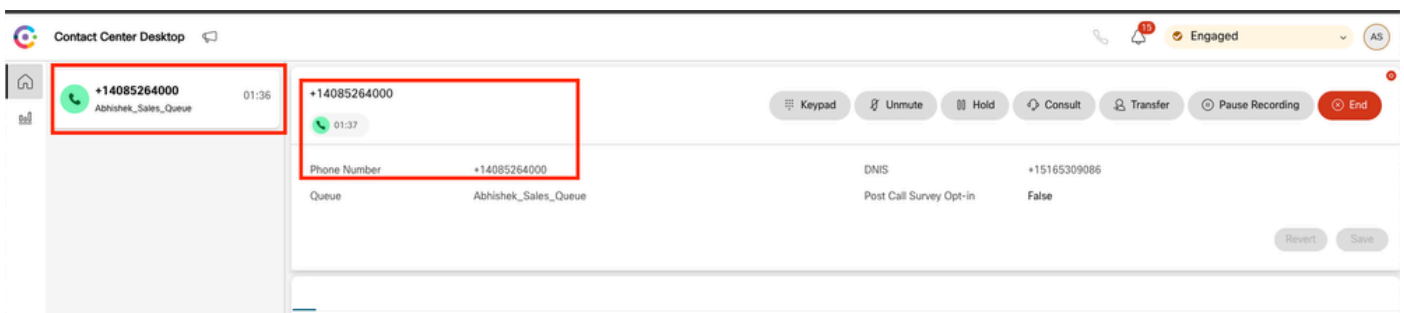 Contact Center Desktop
15
Engaged
AS
+14085264000
01:36
Abhishek_Sales_Queue
+14085264000
01:37
Keypad
Unmute
Hold
Consult
Transfer
Pause Recording
End
Phone Number
+14085264000
DNIS
+15165309086
Queue
Abhishek_Sales_Queue
Post Call Survey Opt-in
False
Revert
Save